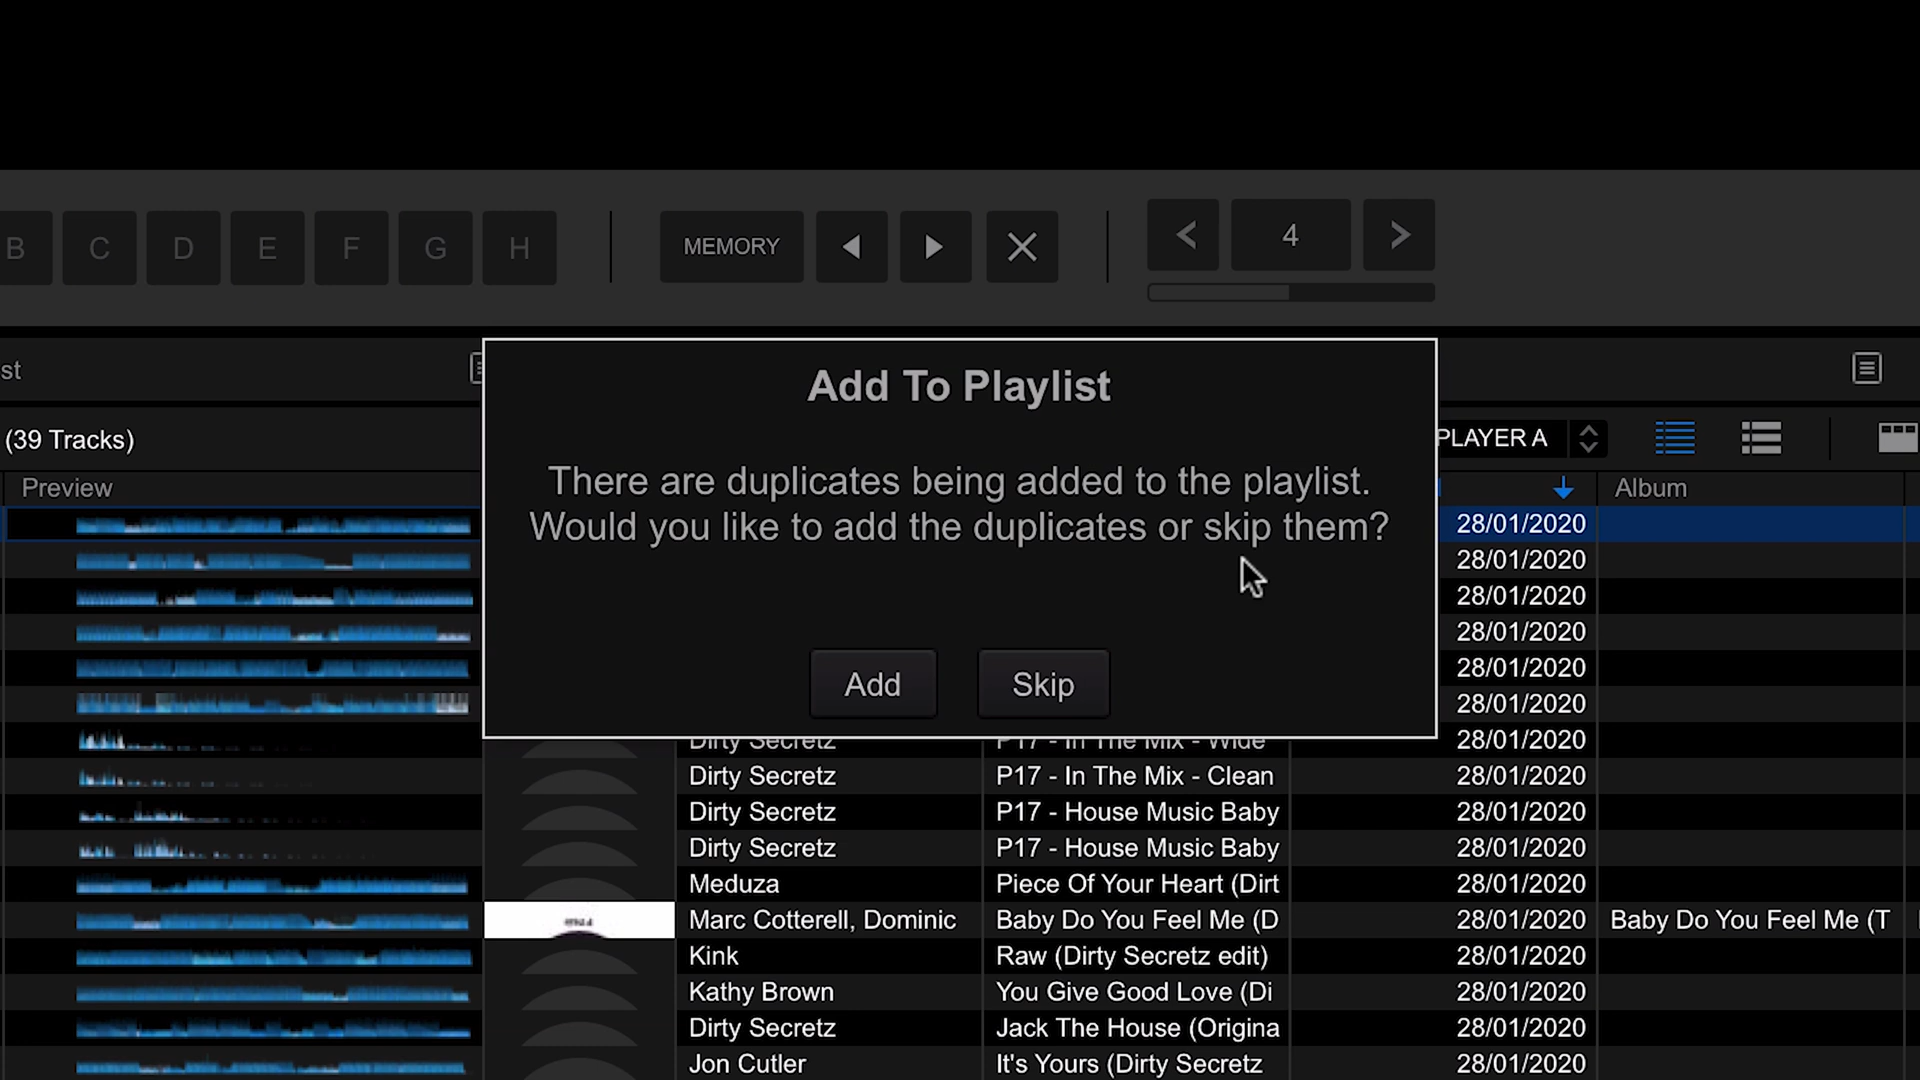 B C D E F G H MEMORY 4
st
Add To Playlist
(39 Tracks)
PLAYER A
Preview
Album
There are duplicates being added to the playlist.
Would you like to add the duplicates or skip them?
28/01/2020
28/01/2020
28/01/2020
28/01/2020
28/01/2020
28/01/2020
Add Skip
Dirty Secretz P17 - In The Mix - Wide 28/01/2020
Dirty Secretz P17 - In The Mix - Clean 28/01/2020
Dirty Secretz P17 - House Music Baby 28/01/2020
Dirty Secretz P17 - House Music Baby 28/01/2020
Meduza Piece Of Your Heart (Dirt 28/01/2020
Marc Cotterell, Dominic Baby Do You Feel Me (D 28/01/2020 Baby Do You Feel Me (T
Kink Raw (Dirty Secretz edit) 28/01/2020
Kathy Brown You Give Good Love (Di 28/01/2020
Dirty Secretz Jack The House (Origina 28/01/2020
Jon Cutler It's Yours (Dirty Secretz 28/01/2020